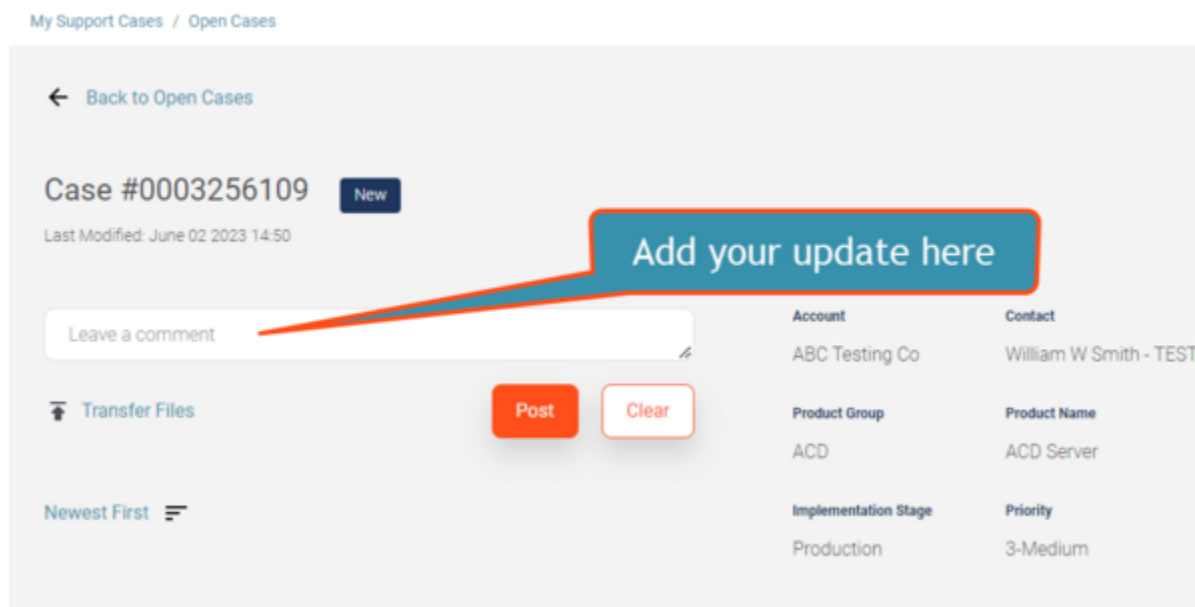 My Support Cases / Open Cases
Back to Open Cases
Case #0003256109 New
Last Modified: June 02 2023 14:50
Add your update here
Leave a comment
Transfer Files
Post Clear
Newest First
Account Contact
ABC Testing Co William W Smith - TEST
Product Group Product Name
ACD ACD Server
Implementation Stage Priority
Production 3-Medium